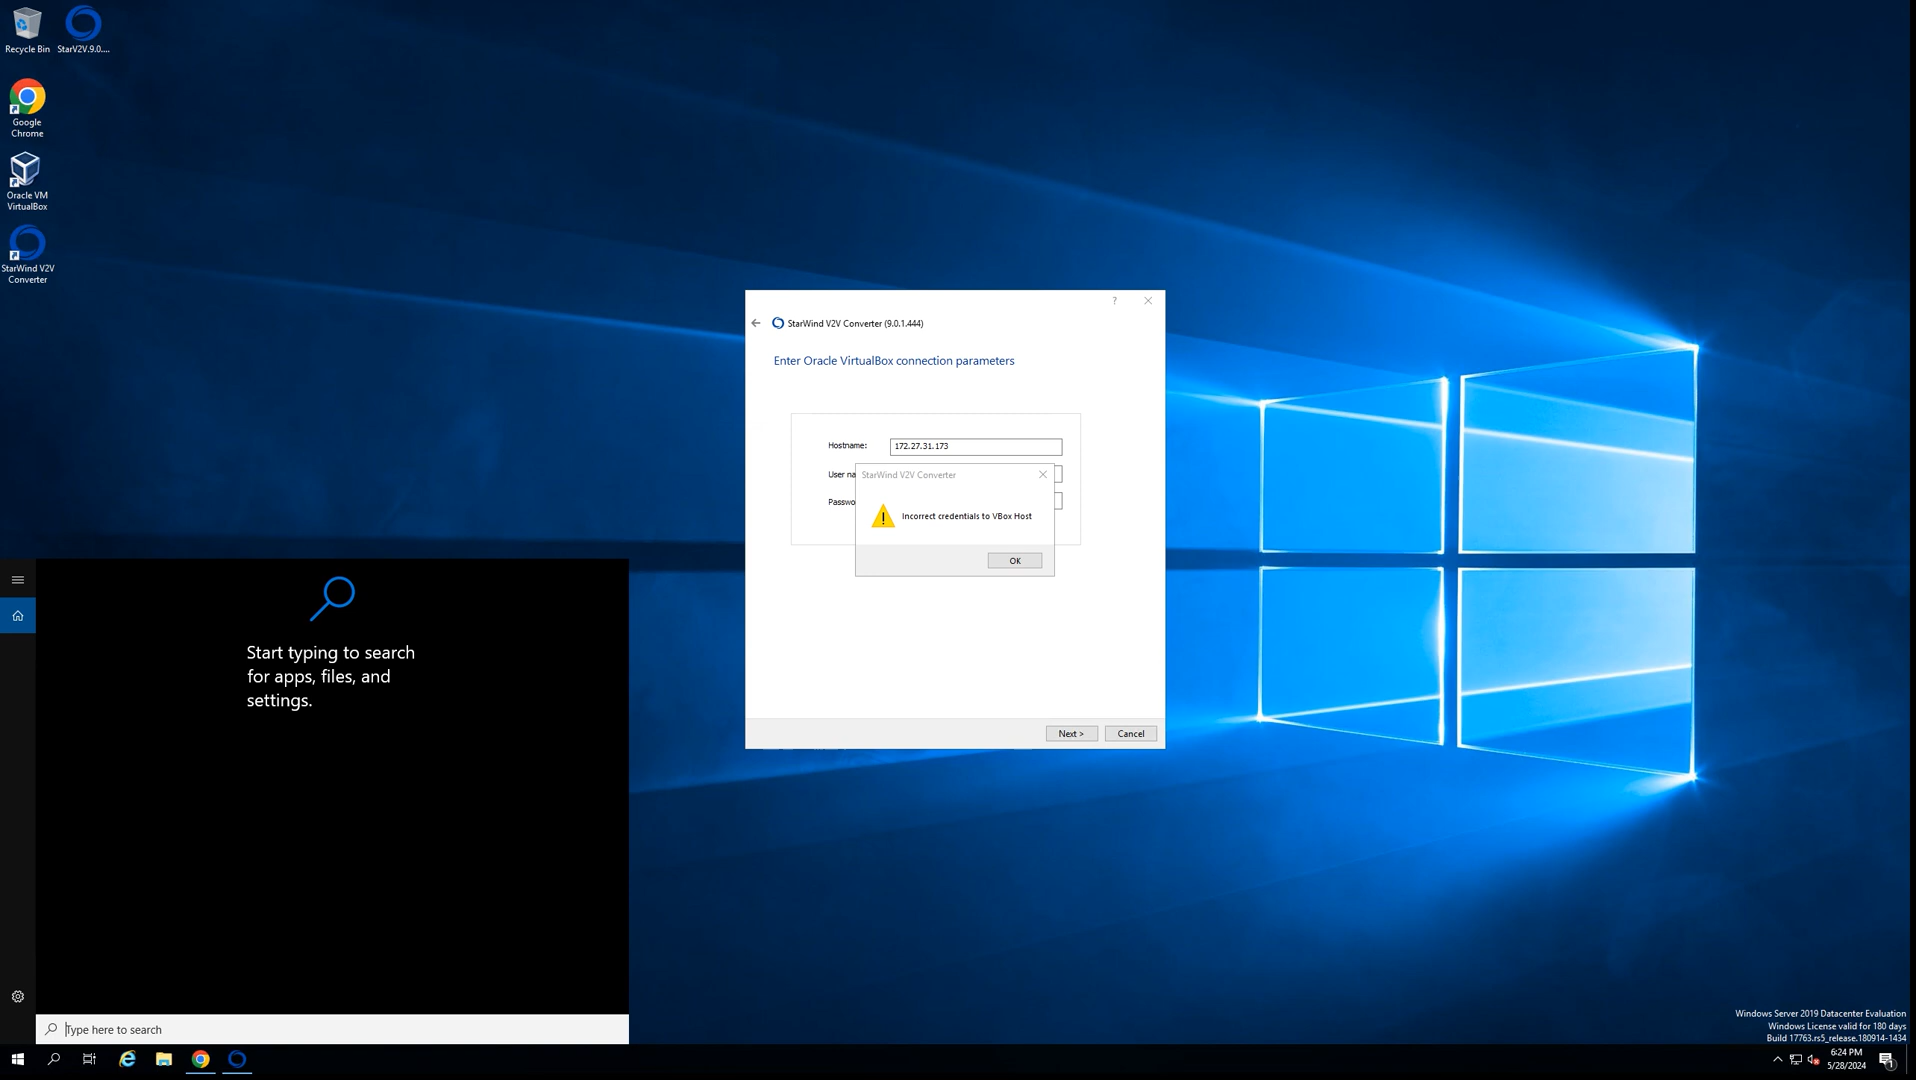 Recycle Bin
StarV2V.9.0....
Google
Chrome
Oracle VM
VirtualBox
StarWind V2V
Converter
?
StarWind V2V Converter (9.0.1.444)
Enter Oracle VirtualBox connection parameters
Hostname:
172.27.31.173
User na
Passwo
StarWind V2V Converter
Incorrect credentials to VBox Host
OK
Next >
Cancel
Start typing to search
for apps, files, and
settings.
Type here to search
Windows Server 2019 Datacenter Evaluation
Windows License valid for 180 days
Build 17763.rs5_release.180914-1434
6:24 PM
5/28/2024
1